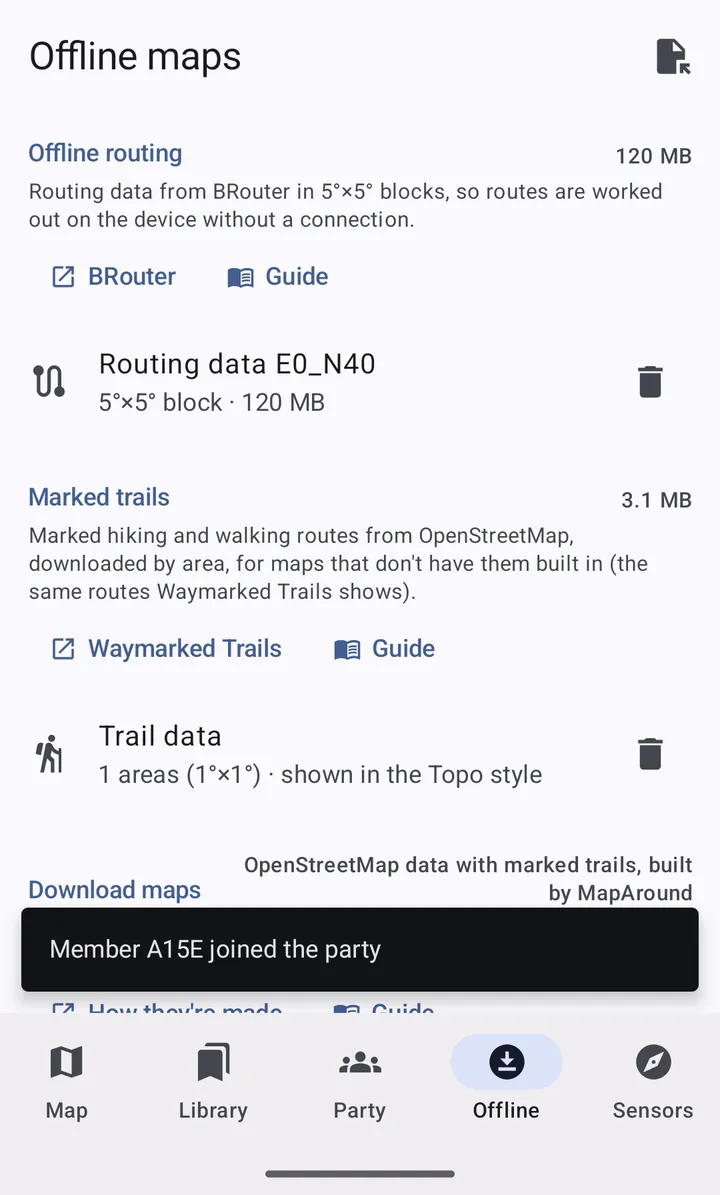 Offline maps
Offline routing
120 MB
Routing data from BRouter in 5°×5° blocks, so routes are worked
out on the device without a connection.
BRouter
Guide
Routing data E0_N40
5°×5° block · 120 MB
Marked trails
3.1 MB
Marked hiking and walking routes from OpenStreetMap,
downloaded by area, for maps that don't have them built in (the
same routes Waymarked Trails shows).
Waymarked Trails
Guide
Trail data
1 areas (1°×1°) · shown in the Topo style
Download maps
OpenStreetMap data with marked trails, built
by MapAround
Member A15E joined the party
How they're made
Guide
Map
Library
Party
Offline
Sensors